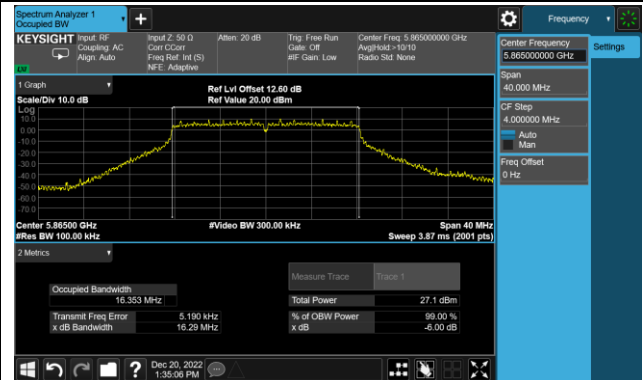 Spectrum Analyzer 1
Occupied BW
Frequency
KEYSIGHT
Input: RF
Coupling: AC
Align: Auto
Input Z: 50 Ω
Corr CCorr
Freq Ref: Int (S)
NFE: Adaptive
Atten: 20 dB
Trig: Free Run
Gate: Off
#IF Gain: Low
Center Freq: 5.865000000 GHz
Avg|Hold:>10/10
Radio Std: None
Center Frequency
5.865000000 GHz
Settings
Span
40.000 MHz
CF Step
4.000000 MHz
Auto
Man
Freq Offset
0 Hz
1 Graph
Scale/Div 10.0 dB
Ref Lvl Offset 12.60 dB
Ref Value 20.00 dBm
Log
10.0
0.00
-10.0
-20.0
-30.0
-40.0
-50.0
-60.0
-70.0
Center 5.86500 GHz
#Video BW 300.00 kHz
Span 40 MHz
#Res BW 100.00 kHz
Sweep 3.87 ms (2001 pts)
2 Metrics
Measure Trace
Trace 1
Occupied Bandwidth
16.353 MHz
Total Power
27.1 dBm
Transmit Freq Error
5.190 kHz
% of OBW Power
99.00 %
x dB Bandwidth
16.29 MHz
x dB
-6.00 dB
?
Dec 20, 2022
1:35:06 PM